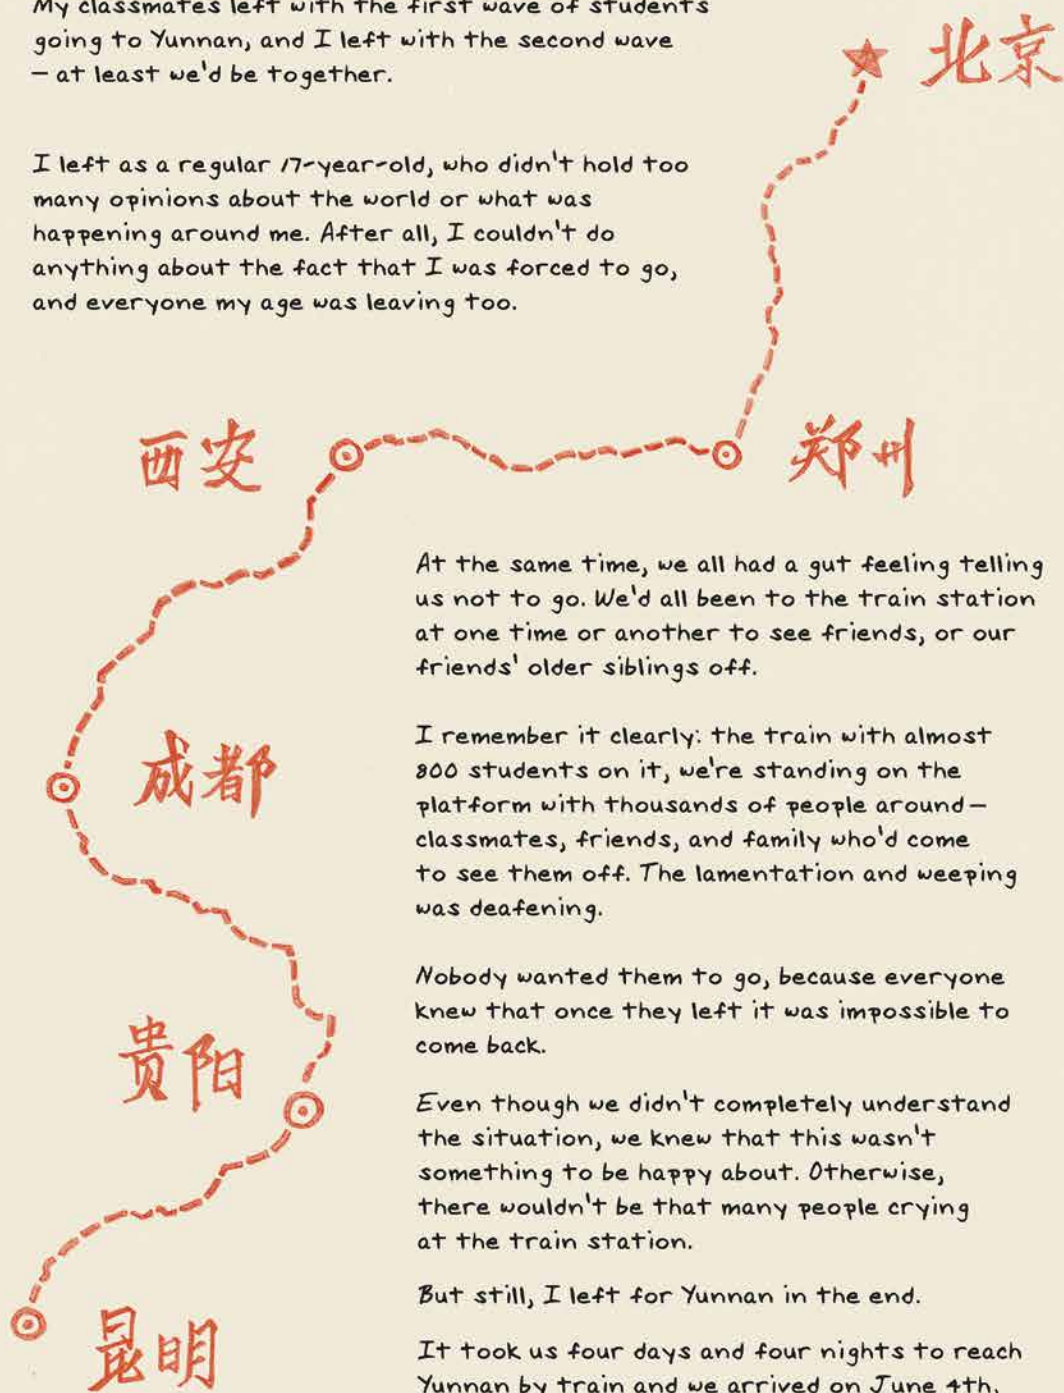 My classmates left with the first wave of students
going to Yunnan, and I left with the second wave
– at least we'd be together.
北京
I left as a regular 17-year-old, who didn't hold too
many opinions about the world or what was
happening around me. After all, I couldn't do
anything about the fact that I was forced to go,
and everyone my age was leaving too.
西安
郑州
At the same time, we all had a gut feeling telling
us not to go. We'd all been to the train station
at one time or another to see friends, or our
friends' older siblings off.
成都
I remember it clearly: the train with almost
800 students on it, we're standing on the
platform with thousands of people around–
classmates, friends, and family who'd come
to see them off. The lamentation and weeping
was deafening.
Nobody wanted them to go, because everyone
knew that once they left it was impossible to
come back.
贵阳
Even though we didn't completely understand
the situation, we knew that this wasn't
something to be happy about. Otherwise,
there wouldn't be that many people crying
at the train station.
But still, I left for Yunnan in the end.
昆明
It took us four days and four nights to reach
Yunnan by train and we arrived on June 4th.